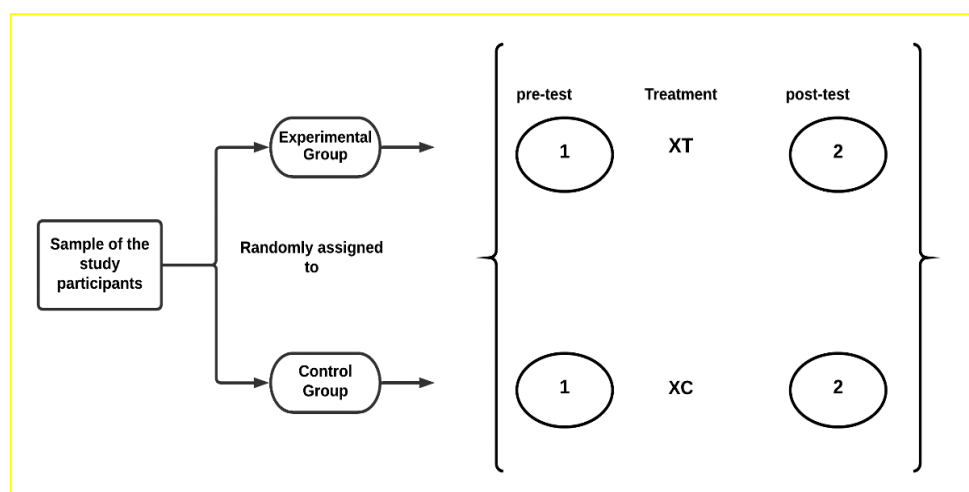 Sample of the
study
participants
Experimental
Group
Randomly assigned
to
Control
Group
pre-test Treatment post-test
1 XT 2
1 XC 2